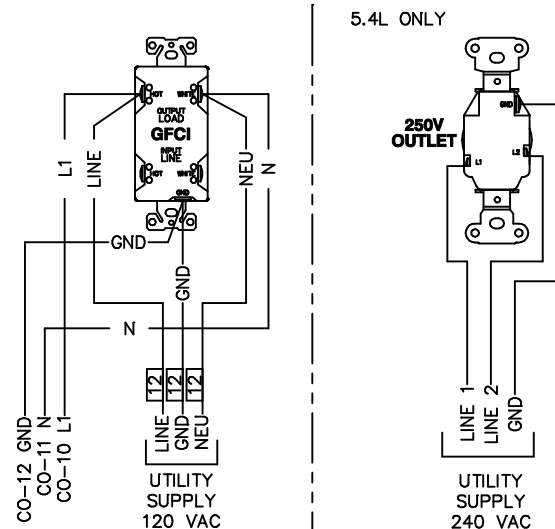 5.4L ONLY
HOT
WHITE
OUTPUT
LOAD
GFCI
INPUT
LINE
HOT
WHITE
GND
L1
LINE
NEU
N
GND
GND
N
12
12
12
LINE
GND
NEU
CO-12 GND
CO-11 N
CO-10 L1
UTILITY
SUPPLY
120 VAC
GND
250V
OUTLET
L1
L2
LINE 1
LINE 2
GND
UTILITY
SUPPLY
240 VAC